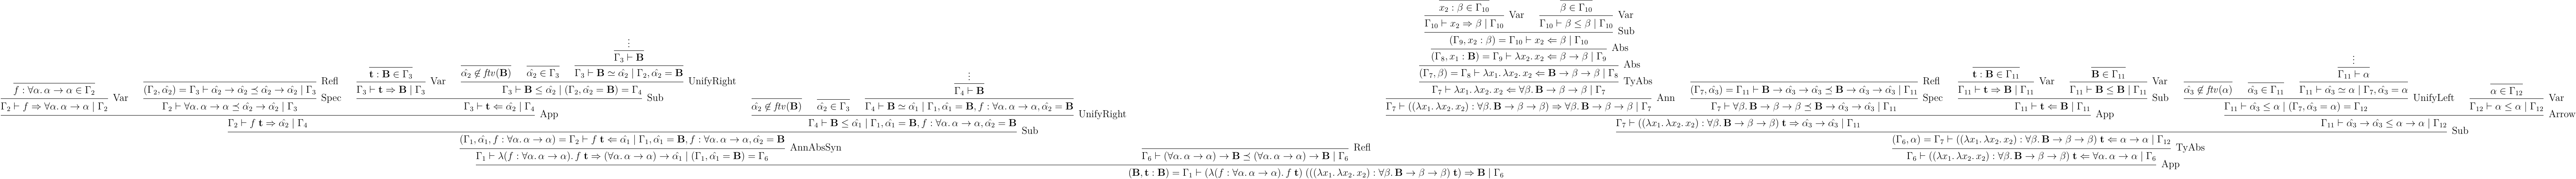 x₂ : β ∈ Γ₁₀    β ∈ Γ₁₀
Γ₁₀ ⊢ x₂ ⇒ β | Γ₁₀ Var    Γ₁₀ ⊢ β ≤ β | Γ₁₀ Var
Sub
⋮    (Γ₉, x₂ : β) = Γ₁₀ ⊢ x₂ ⇐ β | Γ₁₀
Abs
Γ₃ ⊢ 𝐁    (Γ₈, x₁ : 𝐁) = Γ₉ ⊢ λx₂. x₂ ⇐ β → β | Γ₉    ⋮
Abs
t : 𝐁 ∈ Γ₃    α̂₂ ∉ ftv(𝐁)    α̂₂ ∈ Γ₃    Γ₃ ⊢ 𝐁 ≃ α̂₂ | Γ₂, α̂₂ = 𝐁    ⋮    (Γ₇, β) = Γ₈ ⊢ λx₁. λx₂. x₂ ⇐ 𝐁 → β → β | Γ₈    t : 𝐁 ∈ Γ₁₁    𝐁 ∈ Γ₁₁    Γ₁₁ ⊢ α
Refl    Var    UnifyRight    TyAbs    Refl    Var    Var
f : ∀α. α → α ∈ Γ₂    (Γ₂, α̂₂) = Γ₃ ⊢ α̂₂ → α̂₂ ⪯ α̂₂ → α̂₂ | Γ₃    Γ₃ ⊢ t ⇒ 𝐁 | Γ₃    Γ₃ ⊢ 𝐁 ≤ α̂₂ | (Γ₂, α̂₂ = 𝐁) = Γ₄    Γ₄ ⊢ 𝐁    Γ₇ ⊢ λx₁. λx₂. x₂ ⇐ ∀β. 𝐁 → β → β | Γ₇    (Γ₇, α̂₃) = Γ₁₁ ⊢ 𝐁 → α̂₃ → α̂₃ ⪯ 𝐁 → α̂₃ → α̂₃ | Γ₁₁    Γ₁₁ ⊢ t ⇒ 𝐁 | Γ₁₁    Γ₁₁ ⊢ 𝐁 ≤ 𝐁 | Γ₁₁    α̂₃ ∉ ftv(α)    α̂₃ ∈ Γ₁₁    Γ₁₁ ⊢ α̂₃ ≃ α | Γ₇, α̂₃ = α    α ∈ Γ₁₂
Var    Spec    Sub    Ann    Spec    Sub    UnifyLeft    Var
Γ₂ ⊢ f ⇒ ∀α. α → α | Γ₂    Γ₂ ⊢ ∀α. α → α ⪯ α̂₂ → α̂₂ | Γ₃    Γ₃ ⊢ t ⇐ α̂₂ | Γ₄    α̂₂ ∉ ftv(𝐁)    α̂₂ ∈ Γ₃    Γ₄ ⊢ 𝐁 ≃ α̂₁ | Γ₁, α̂₁ = 𝐁, f : ∀α. α → α, α̂₂ = 𝐁    Γ₇ ⊢ ((λx₁. λx₂. x₂) : ∀β. 𝐁 → β → β) ⇒ ∀β. 𝐁 → β → β | Γ₇    Γ₇ ⊢ ∀β. 𝐁 → β → β ⪯ 𝐁 → α̂₃ → α̂₃ | Γ₁₁    Γ₁₁ ⊢ t ⇐ 𝐁 | Γ₁₁    Γ₁₁ ⊢ α̂₃ ≤ α | (Γ₇, α̂₃ = α) = Γ₁₂    Γ₁₂ ⊢ α ≤ α | Γ₁₂
App    UnifyRight    App    Arrow
Γ₂ ⊢ f t ⇒ α̂₂ | Γ₄    Γ₄ ⊢ 𝐁 ≤ α̂₁ | Γ₁, α̂₁ = 𝐁, f : ∀α. α → α, α̂₂ = 𝐁    Γ₇ ⊢ ((λx₁. λx₂. x₂) : ∀β. 𝐁 → β → β) t ⇒ α̂₃ → α̂₃ | Γ₁₁    Γ₁₁ ⊢ α̂₃ → α̂₃ ≤ α → α | Γ₁₂
Sub    Sub
(Γ₁, α̂₁, f : ∀α. α → α) = Γ₂ ⊢ f t ⇐ α̂₁ | Γ₁, α̂₁ = 𝐁, f : ∀α. α → α, α̂₂ = 𝐁    (Γ₆, α) = Γ₇ ⊢ ((λx₁. λx₂. x₂) : ∀β. 𝐁 → β → β) t ⇐ α → α | Γ₁₂
AnnAbsSyn    Refl    TyAbs
Γ₁ ⊢ λ(f : ∀α. α → α). f t ⇒ (∀α. α → α) → α̂₁ | (Γ₁, α̂₁ = 𝐁) = Γ₆    Γ₆ ⊢ (∀α. α → α) → 𝐁 ⪯ (∀α. α → α) → 𝐁 | Γ₆    Γ₆ ⊢ ((λx₁. λx₂. x₂) : ∀β. 𝐁 → β → β) t ⇐ ∀α. α → α | Γ₆
App
(𝐁, t : 𝐁) = Γ₁ ⊢ (λ(f : ∀α. α → α). f t) (((λx₁. λx₂. x₂) : ∀β. 𝐁 → β → β) t) ⇒ 𝐁 | Γ₆